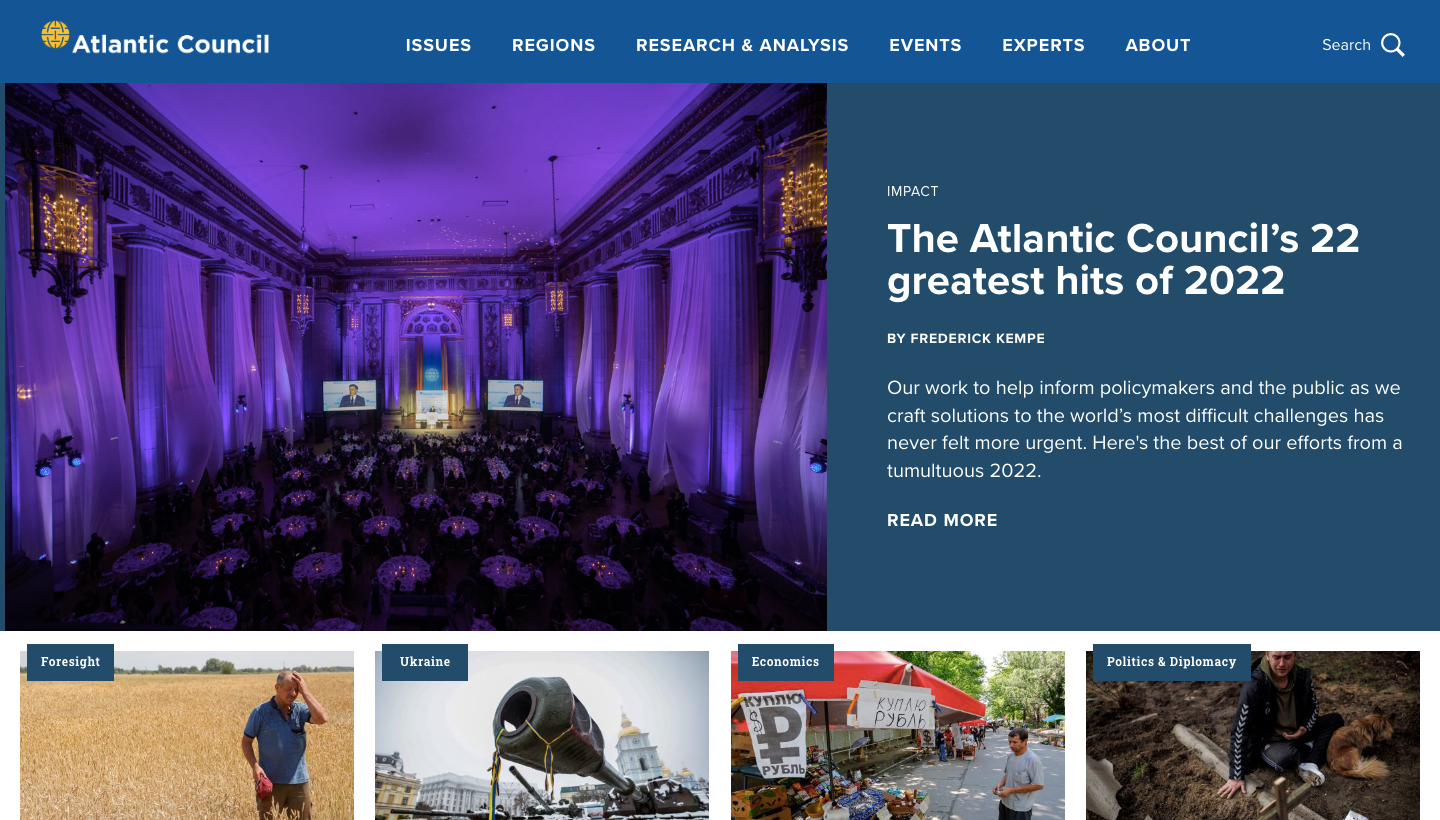 Atlantic Council
ISSUES
REGIONS
RESEARCH & ANALYSIS
EVENTS
EXPERTS
ABOUT
Search
IMPACT
The Atlantic Council’s 22
greatest hits of 2022
BY FREDERICK KEMPE
Our work to help inform policymakers and the public as we
craft solutions to the world’s most difficult challenges has
never felt more urgent. Here's the best of our efforts from a
tumultuous 2022.
READ MORE
Foresight
Ukraine
Economics
Politics & Diplomacy
КУПЛЮ
$ ₽
РУБЛЬ
КУПЛЮ
РУБЛЬ